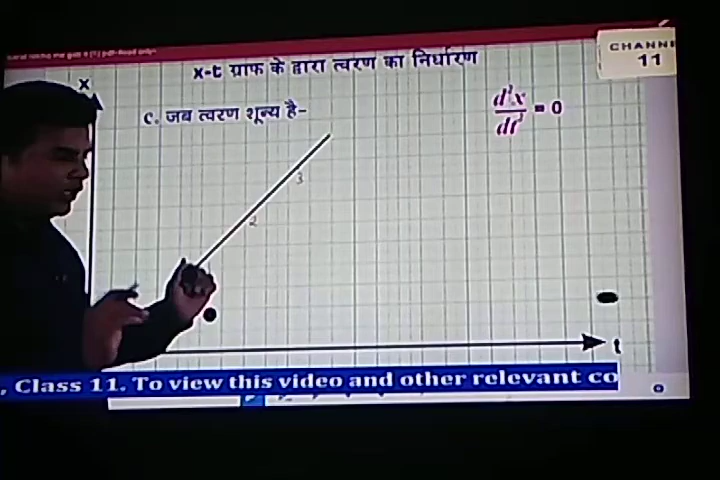 CHANNE
11
x-t ग्राफ के द्वारा त्वरण का निर्धारण
X
C. जब त्वरण शून्य है-
d²x
dt² = 0
3
2
t
, Class 11. To view this video and other relevant co